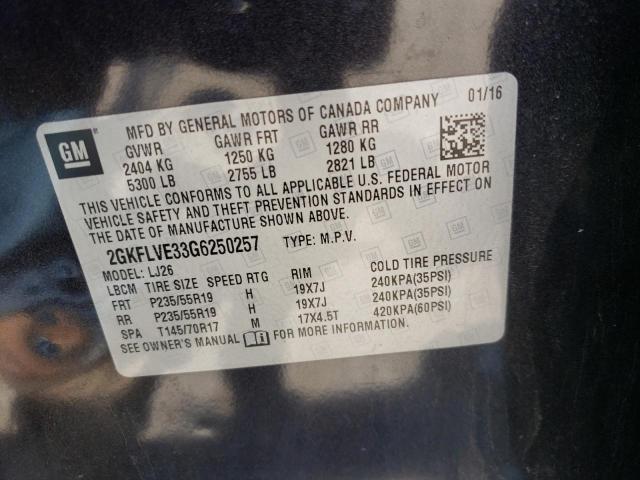 GM ®
MFD BY GENERAL MOTORS OF CANADA COMPANY 01/16
GVWR GAWR FRT GAWR RR
2404 KG 1250 KG 1280 KG
5300 LB 2755 LB 2821 LB
THIS VEHICLE CONFORMS TO ALL APPLICABLE U.S. FEDERAL MOTOR
VEHICLE SAFETY AND THEFT PREVENTION STANDARDS IN EFFECT ON
THE DATE OF MANUFACTURE SHOWN ABOVE.
2GKFLVE33G6250257 TYPE: M.P.V.
MODEL: LJ26
LBCM TIRE SIZE SPEED RTG RIM COLD TIRE PRESSURE
FRT P235/55R19 H 19X7J 240KPA(35PSI)
RR P235/55R19 H 19X7J 240KPA(35PSI)
SPA T145/70R17 M 17X4.5T 420KPA(60PSI)
SEE OWNER'S MANUAL FOR MORE INFORMATION.